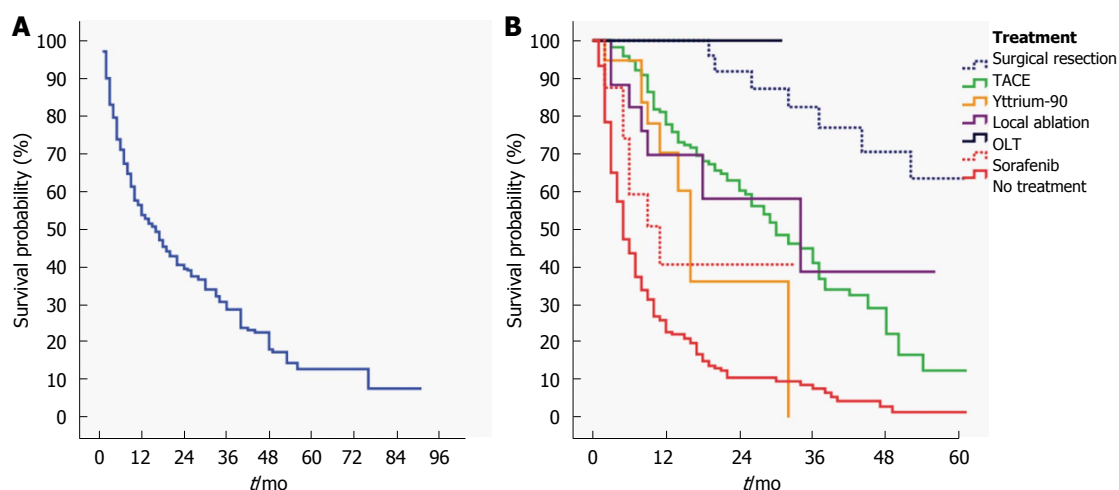 A
Survival probability (%)
100
90
80
70
60
50
40
30
20
10
0
0 12 24 36 48 60 72 84 96
t/mo
B
Survival probability (%)
100
90
80
70
60
50
40
30
20
10
0
0 12 24 36 48 60
t/mo
Treatment
Surgical resection
TACE
Yttrium-90
Local ablation
OLT
Sorafenib
No treatment